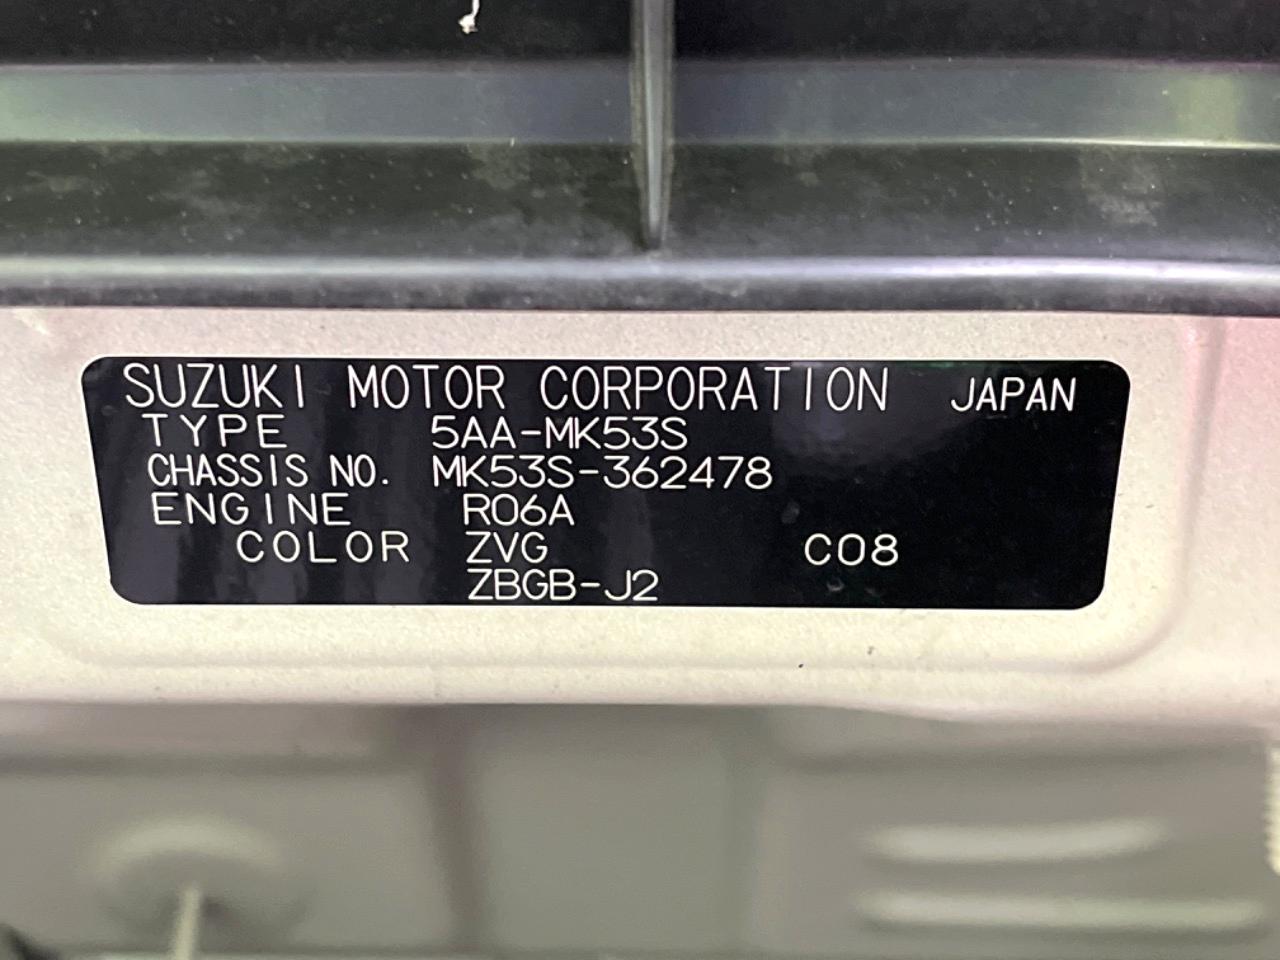 SUZUKI MOTOR CORPORATION JAPAN
TYPE 5AA-MK53S
CHASSIS NO. MK53S-362478
ENGINE R06A
COLOR ZVG C08
ZBGB-J2